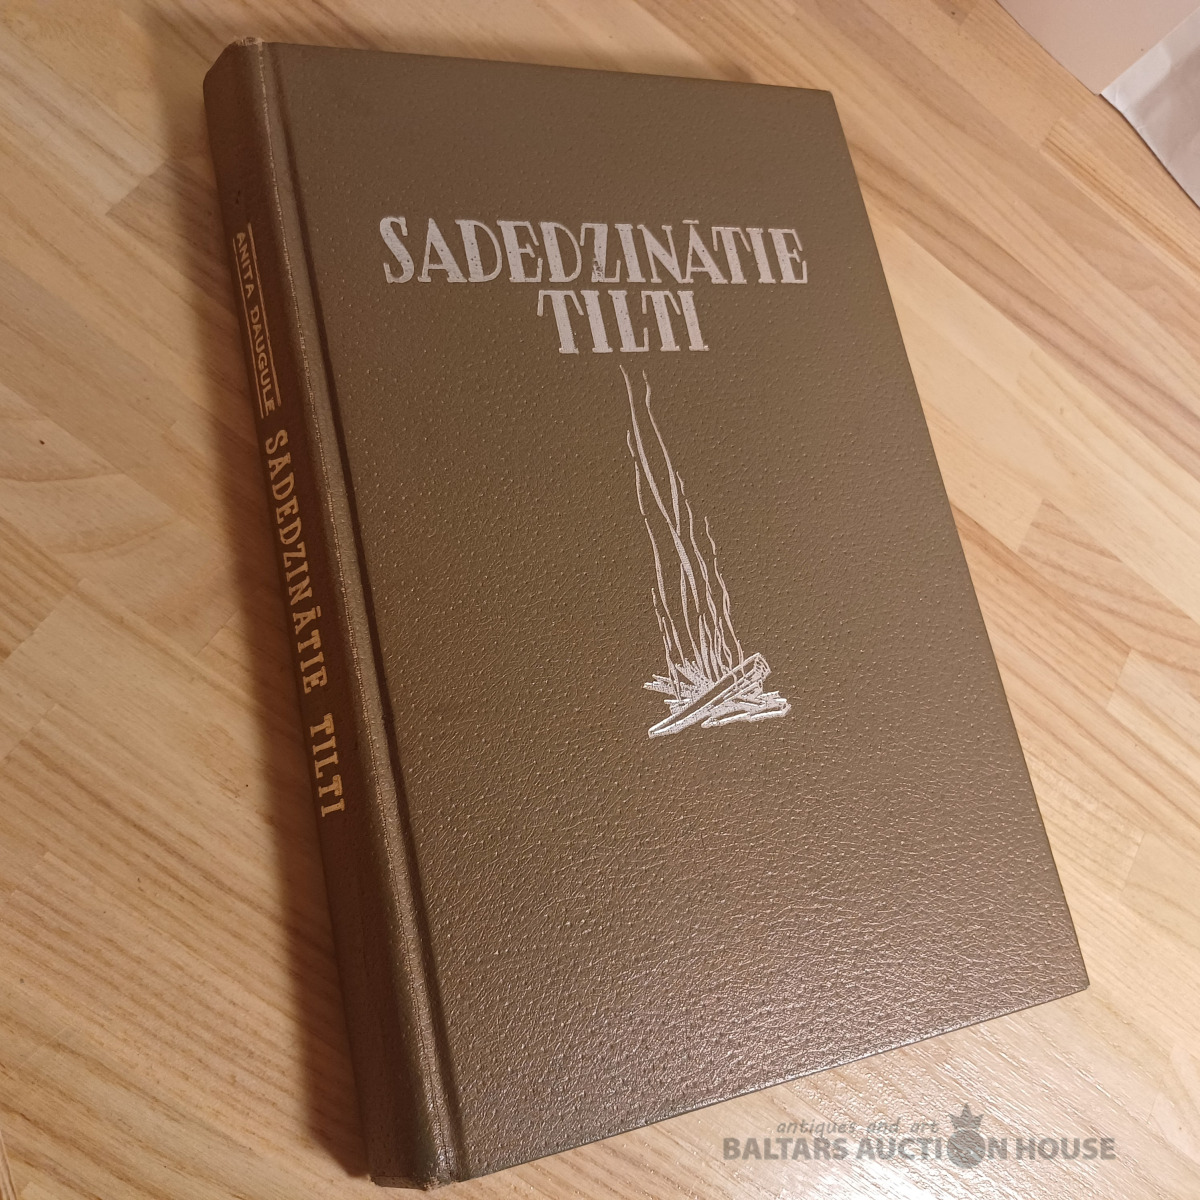 SADEDZINĀTIE
TILTI
ANITA DAUGULE SADEDZINĀTIE TILTI
antiques and art
BALTARS AUCTION HOUSE